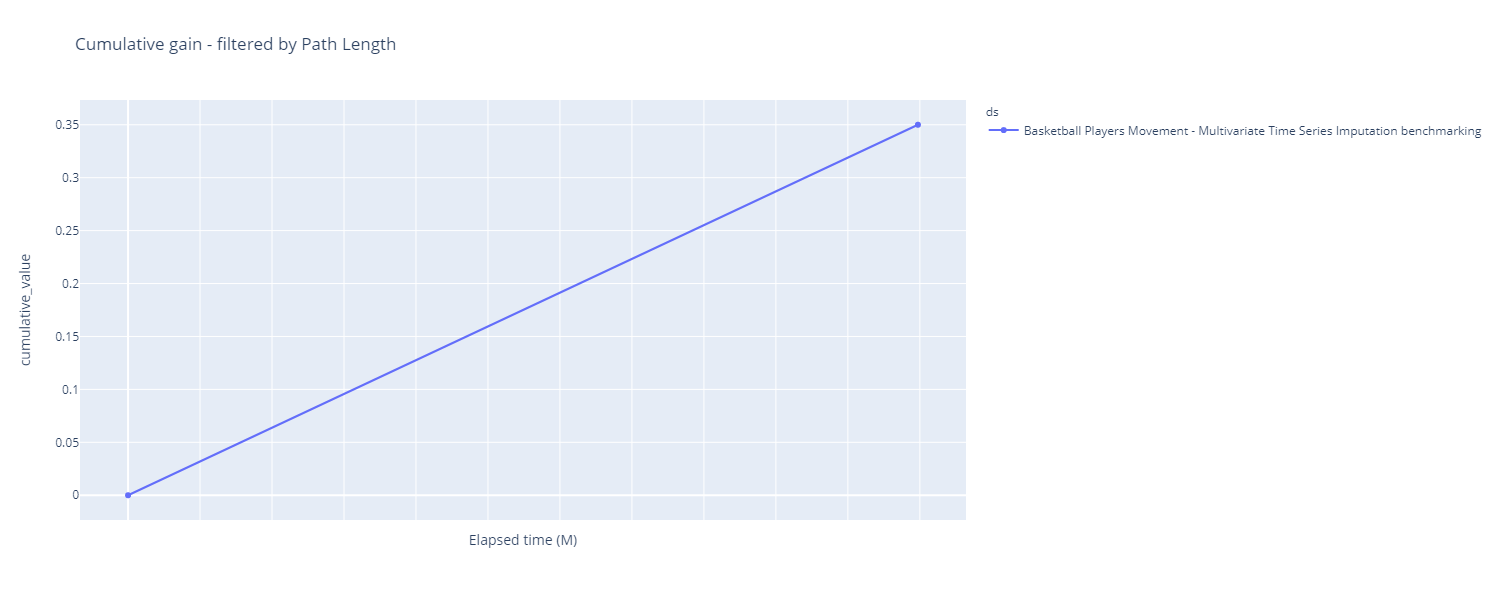 Cumulative gain - filtered by Path Length
ds
Basketball Players Movement - Multivariate Time Series Imputation benchmarking
cumulative_value
0.35
0.3
0.25
0.2
0.15
0.1
0.05
0
Elapsed time (M)